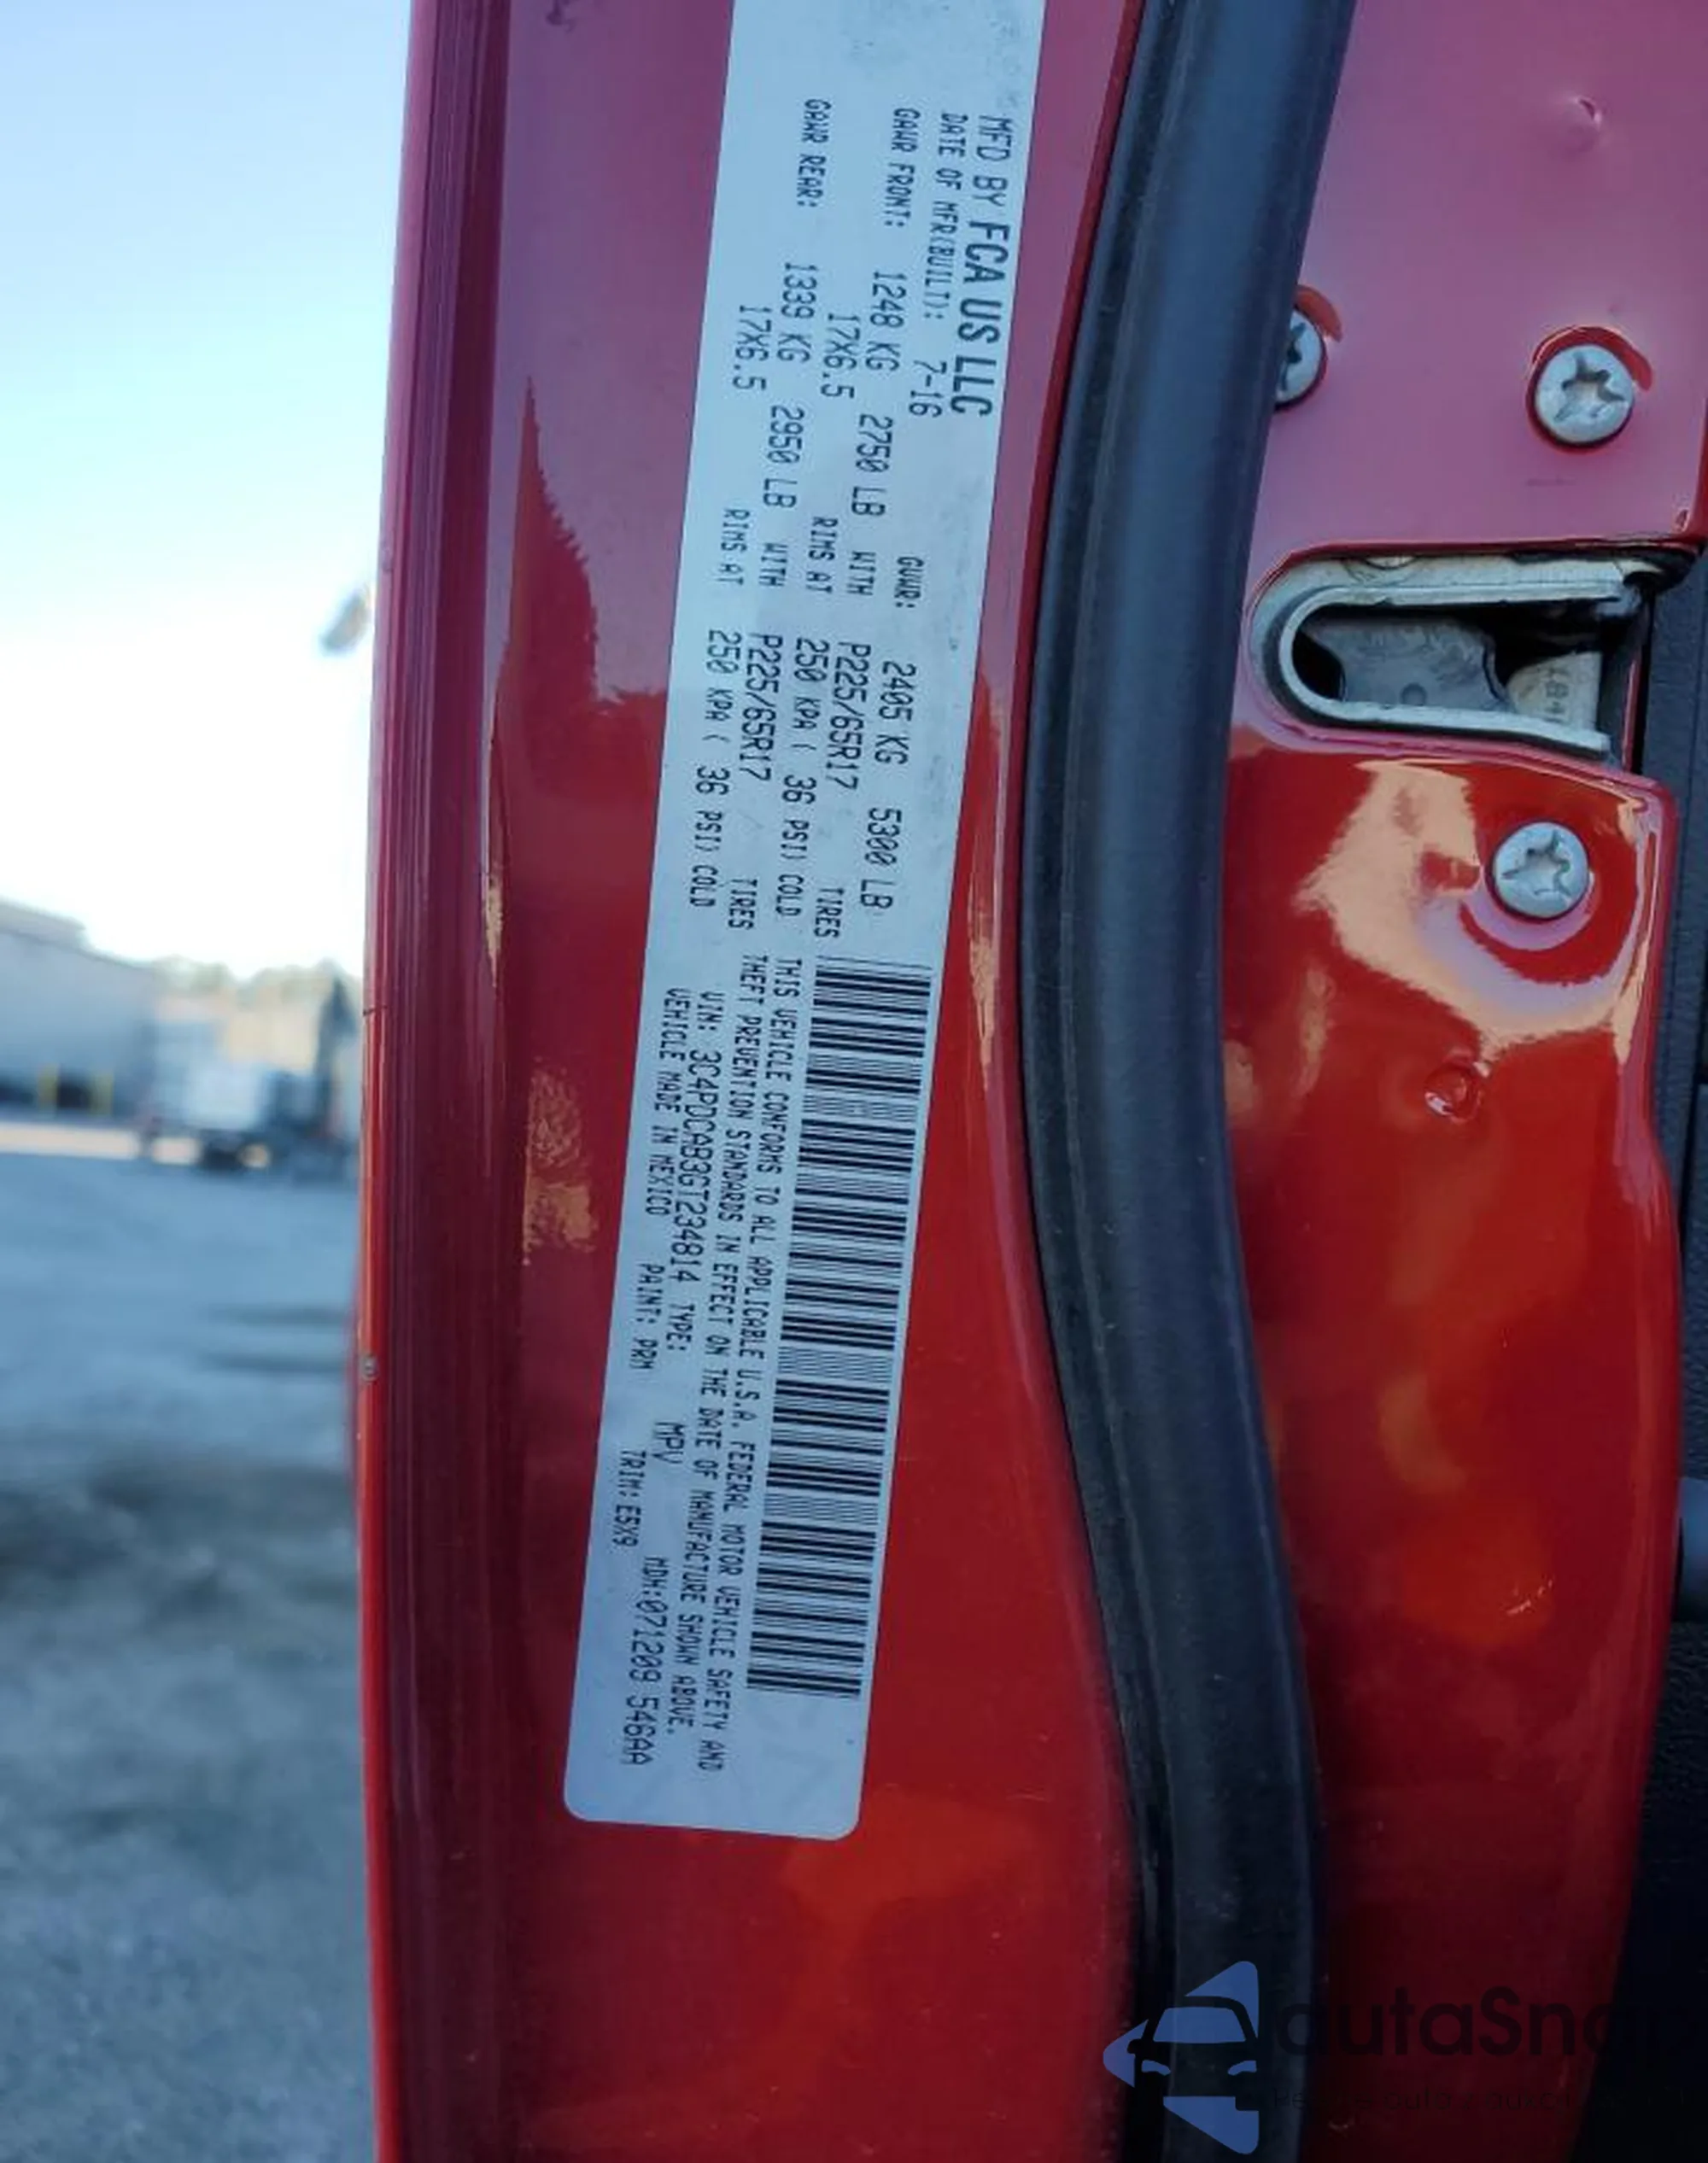 MFD BY FCA US LLC
DATE OF MFR(BUILT): 7-16 GVWR: 2405 KG 5300 LB
GAWR FRONT: 1248 KG 2750 LB WITH P225/65R17 TIRES
17X6.5 RIMS AT 250 KPA ( 36 PSI) COLD
GAWR REAR: 1339 KG 2950 LB WITH P225/65R17 TIRES
17X6.5 RIMS AT 250 KPA ( 36 PSI) COLD
THIS VEHICLE CONFORMS TO ALL APPLICABLE U.S.A. FEDERAL MOTOR VEHICLE SAFETY AND
THEFT PREVENTION STANDARDS IN EFFECT ON THE DATE OF MANUFACTURE SHOWN ABOVE.
VIN: 3C4PDCAB3GT234814 TYPE: MPV MDH:071209 546AA
VEHICLE MADE IN MEXICO PAINT: PRM TRIM: E5X9
autaSnap